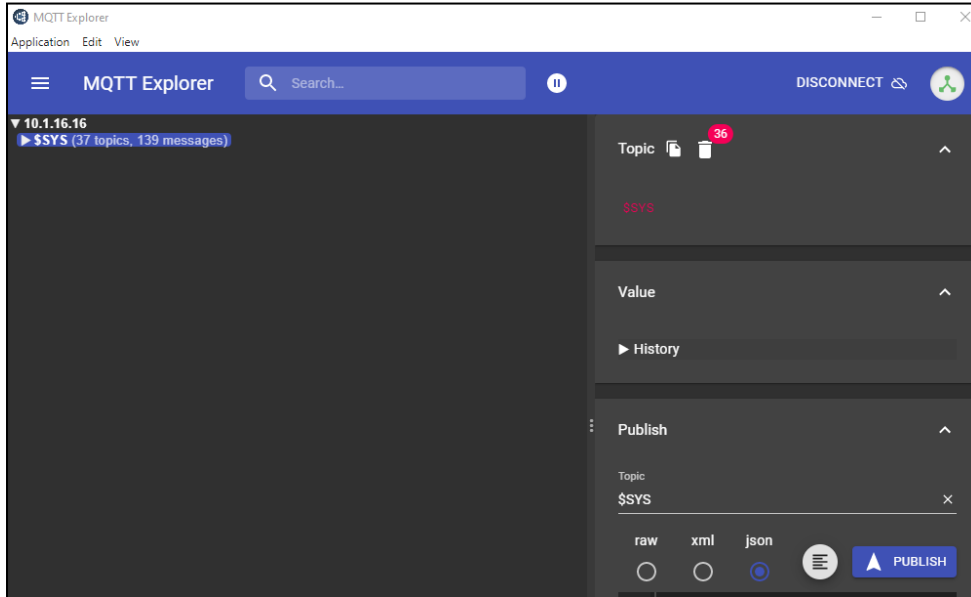 MQTT Explorer
Application Edit View
MQTT Explorer
Search...
DISCONNECT
▼ 10.1.16.16
▶ $SYS (37 topics, 139 messages)
Topic
36
$SYS
Value
▶ History
Publish
Topic
$SYS
raw xml json
PUBLISH